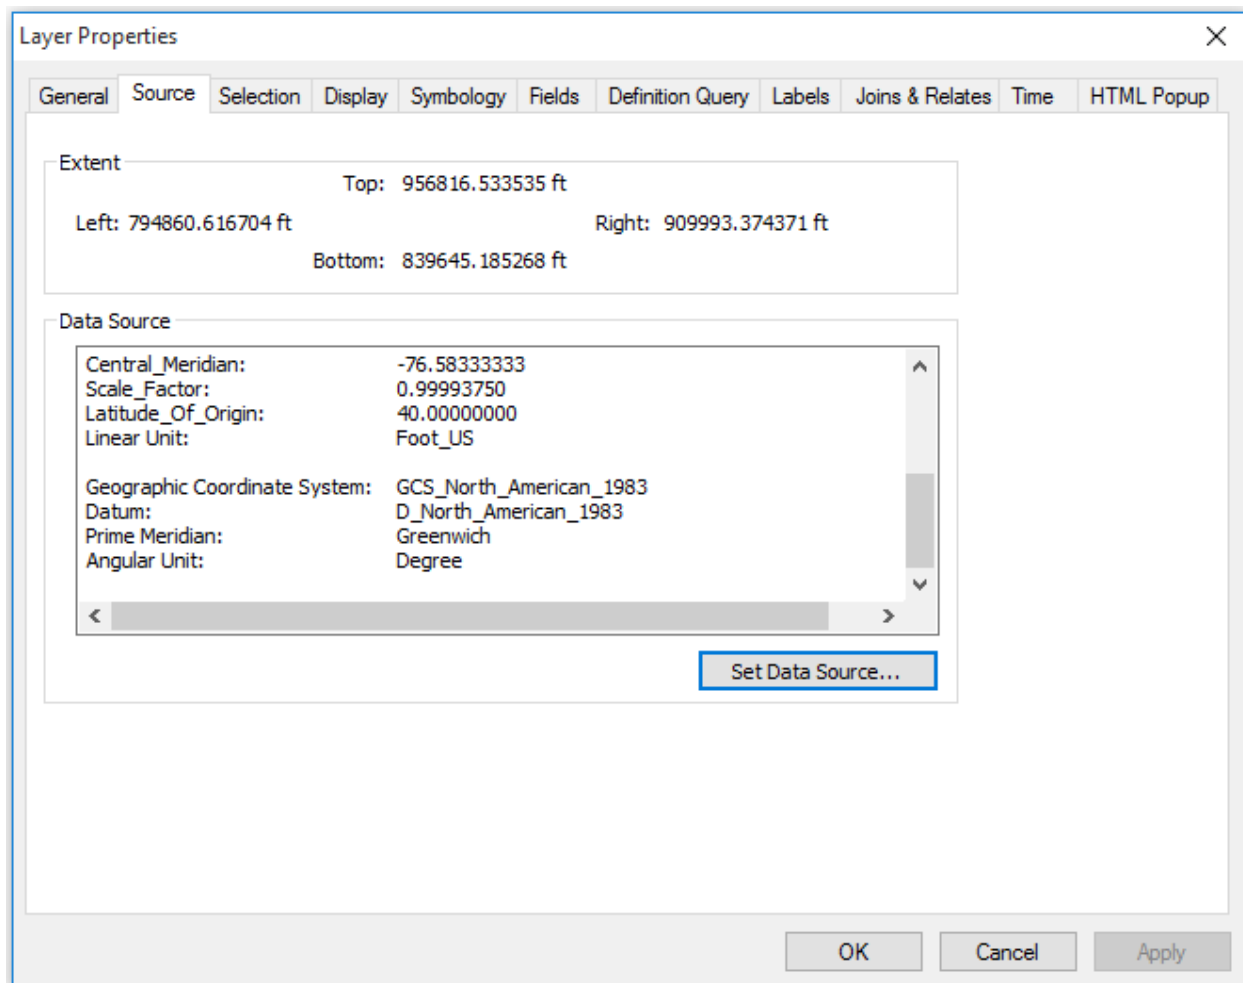 Layer Properties
General Source Selection Display Symbology Fields Definition Query Labels Joins & Relates Time HTML Popup
Extent
Top: 956816.533535 ft
Left: 794860.616704 ft Right: 909993.374371 ft
Bottom: 839645.185268 ft
Data Source
Central_Meridian: -76.58333333
Scale_Factor: 0.99993750
Latitude_Of_Origin: 40.00000000
Linear Unit: Foot_US
Geographic Coordinate System: GCS_North_American_1983
Datum: D_North_American_1983
Prime Meridian: Greenwich
Angular Unit: Degree
Set Data Source...
OK Cancel Apply